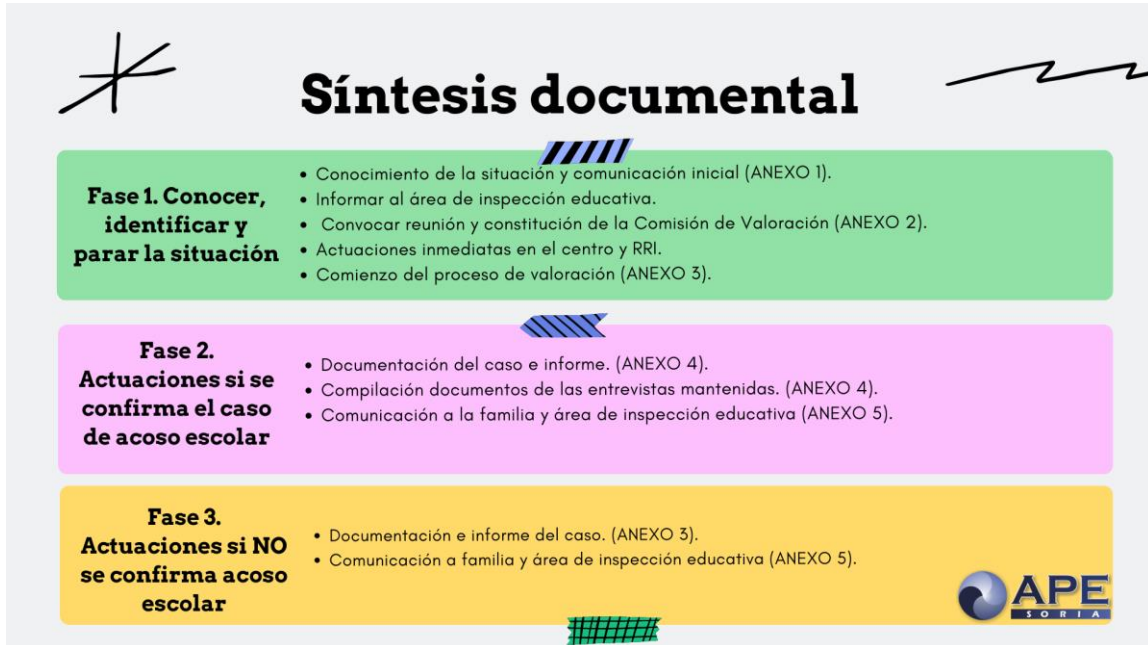 Síntesis documental
Fase 1. Conocer,
identificar y
parar la situación
• Conocimiento de la situación y comunicación inicial (ANEXO 1).
• Informar al área de inspección educativa.
• Convocar reunión y constitución de la Comisión de Valoración (ANEXO 2).
• Actuaciones inmediatas en el centro y RRI.
• Comienzo del proceso de valoración (ANEXO 3).
Fase 2.
Actuaciones si se
confirma el caso
de acoso escolar
• Documentación del caso e informe. (ANEXO 4).
• Compilación documentos de las entrevistas mantenidas. (ANEXO 4).
• Comunicación a la familia y área de inspección educativa (ANEXO 5).
Fase 3.
Actuaciones si NO
se confirma acoso
escolar
• Documentación e informe del caso. (ANEXO 3).
• Comunicación a familia y área de inspección educativa (ANEXO 5).
APE
SORIA